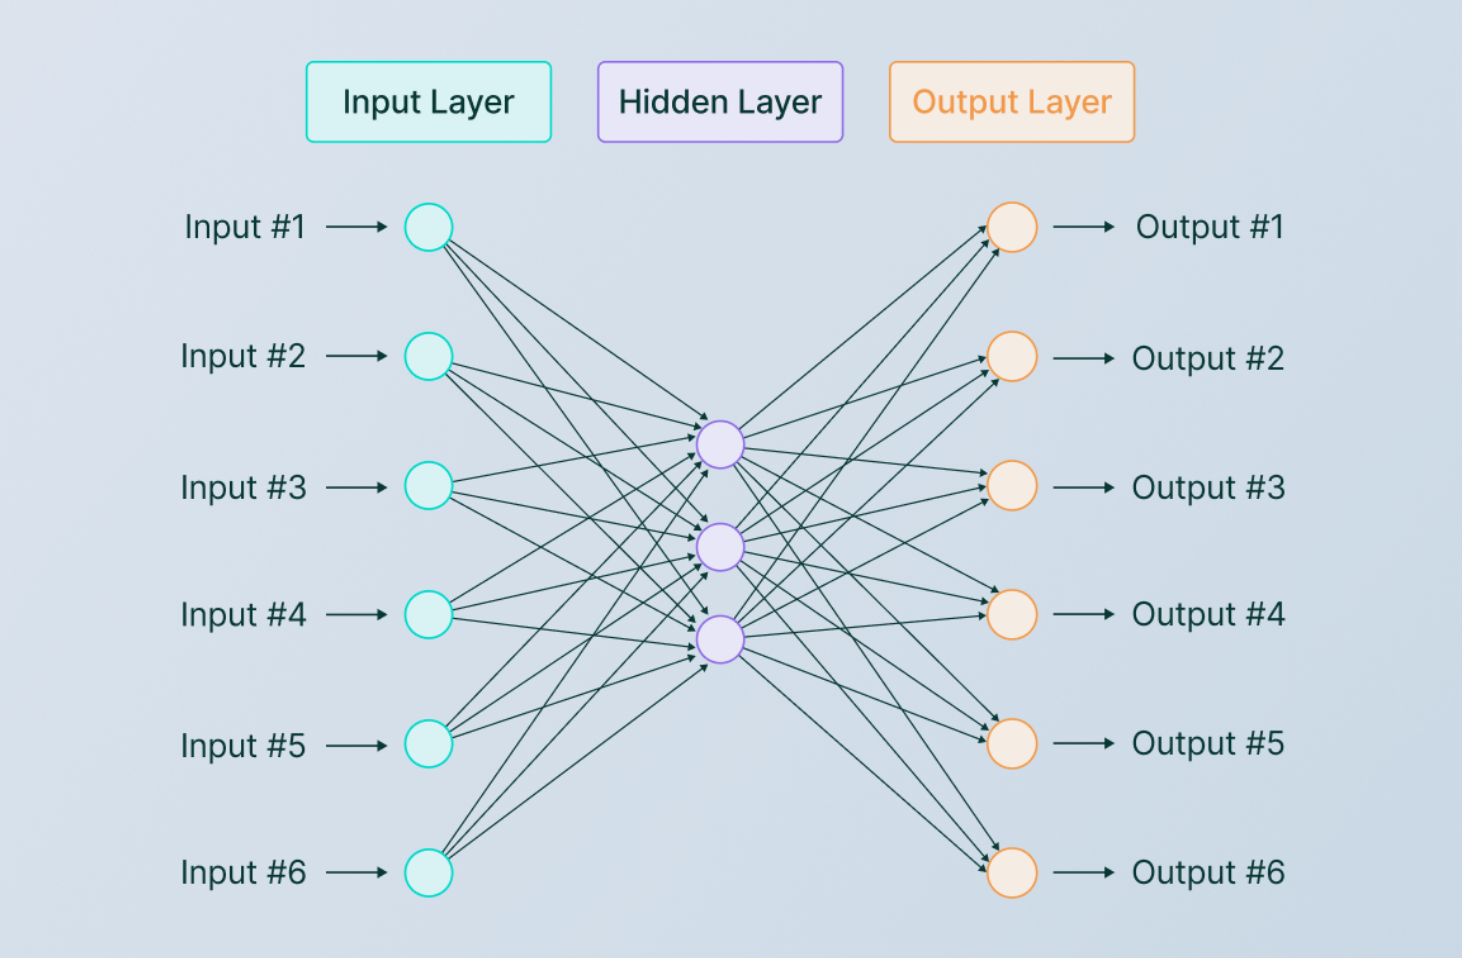 Input Layer
Hidden Layer
Output Layer
Input #1
Output #1
Input #2
Output #2
Input #3
Output #3
Input #4
Output #4
Input #5
Output #5
Input #6
Output #6